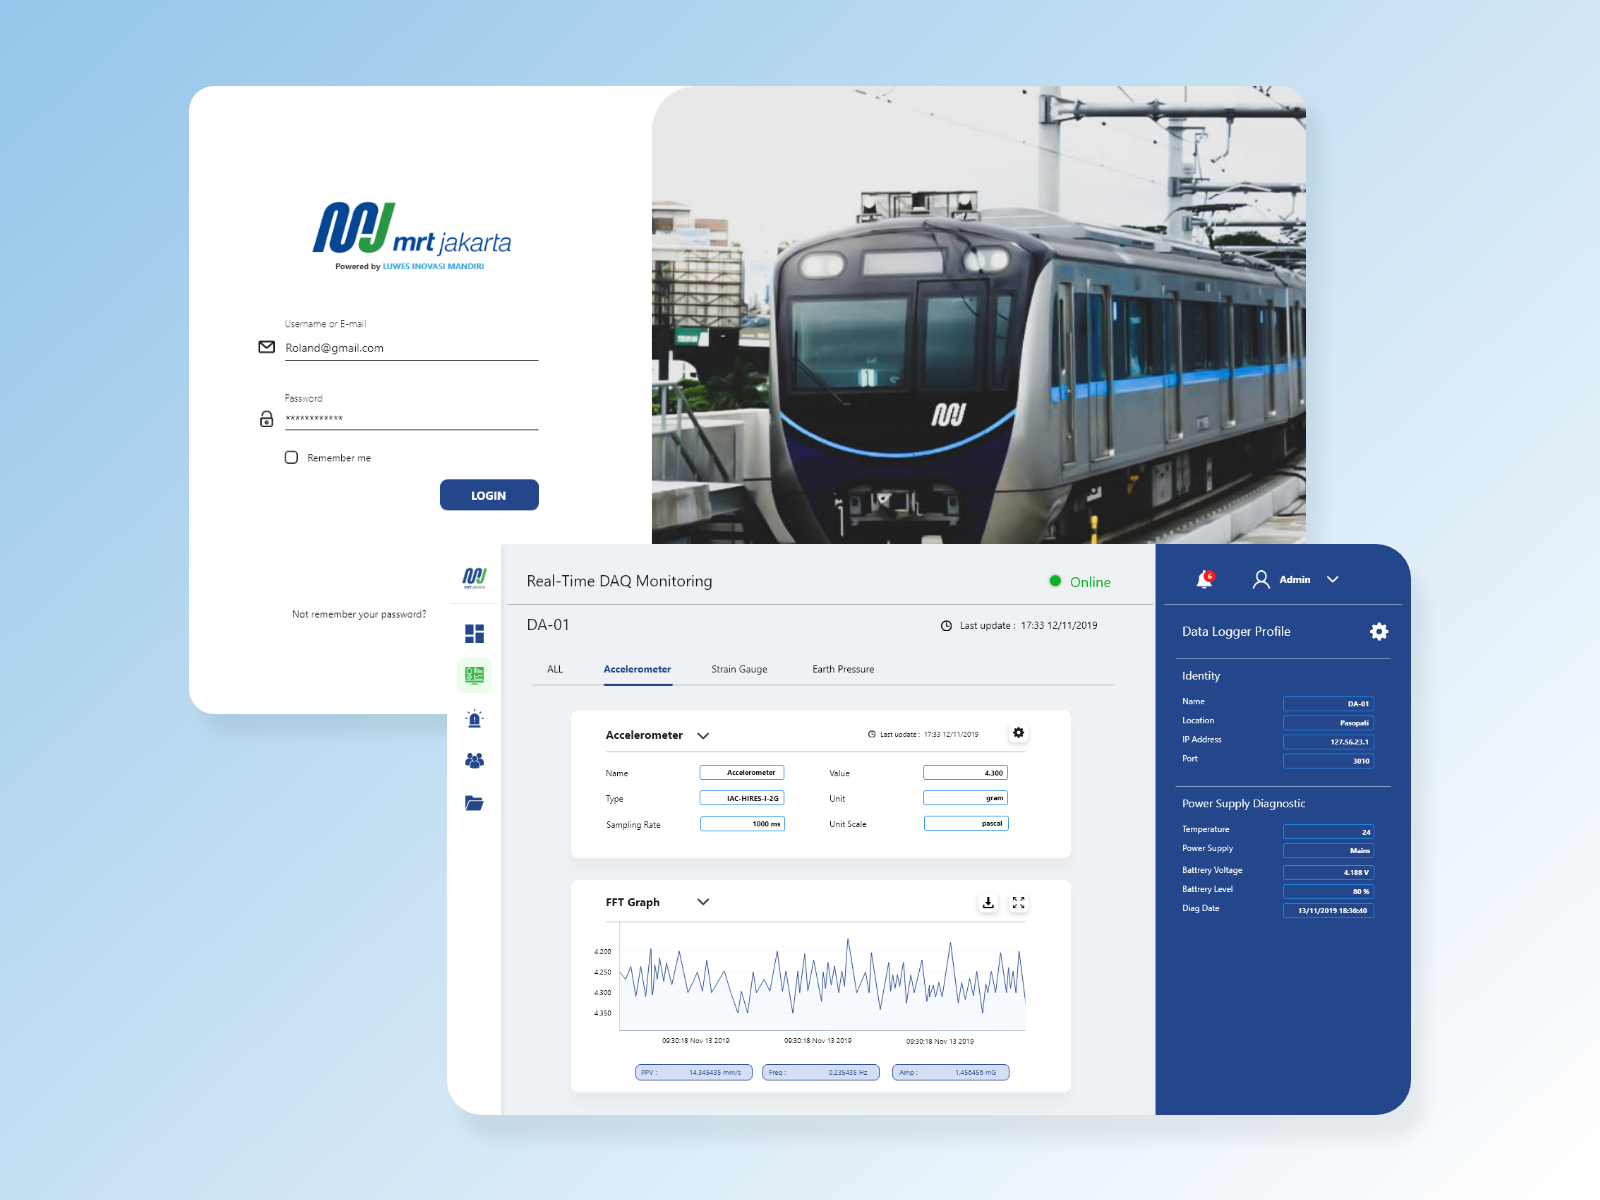 mrt jakarta
Powered by LUWES INOVASI MANDIRI
Username or E-mail
Roland@gmail.com
Password
************
Remember me
LOGIN
Not remember your password?
mrt jakarta
Real-Time DAQ Monitoring
Online
DA-01
Last update : 17:33 12/11/2019
ALL Accelerometer Strain Gauge Earth Pressure
Accelerometer
Last update : 17:33 12/11/2019
Name Accelerometer Value 4.300
Type IAC-HIRES-I-2G Unit gram
Sampling Rate 1000 ms Unit Scale pascal
FFT Graph
4.200
4.250
4.300
4.350
09:30:18 Nov 13 2019 09:30:18 Nov 13 2019 09:30:18 Nov 13 2019
PPV : 14,345435 mm/s Freq : 0,235435 Hz Amp : 1,456456 mG
6
Admin
Data Logger Profile
Identity
Name DA-01
Location Pasopati
IP Address 127.56.23.1
Port 3010
Power Supply Diagnostic
Temperature 24
Power Supply Mains
Battrery Voltage 4.188 V
Battrery Level 80 %
Diag Date 13/11/2019 18:30:40